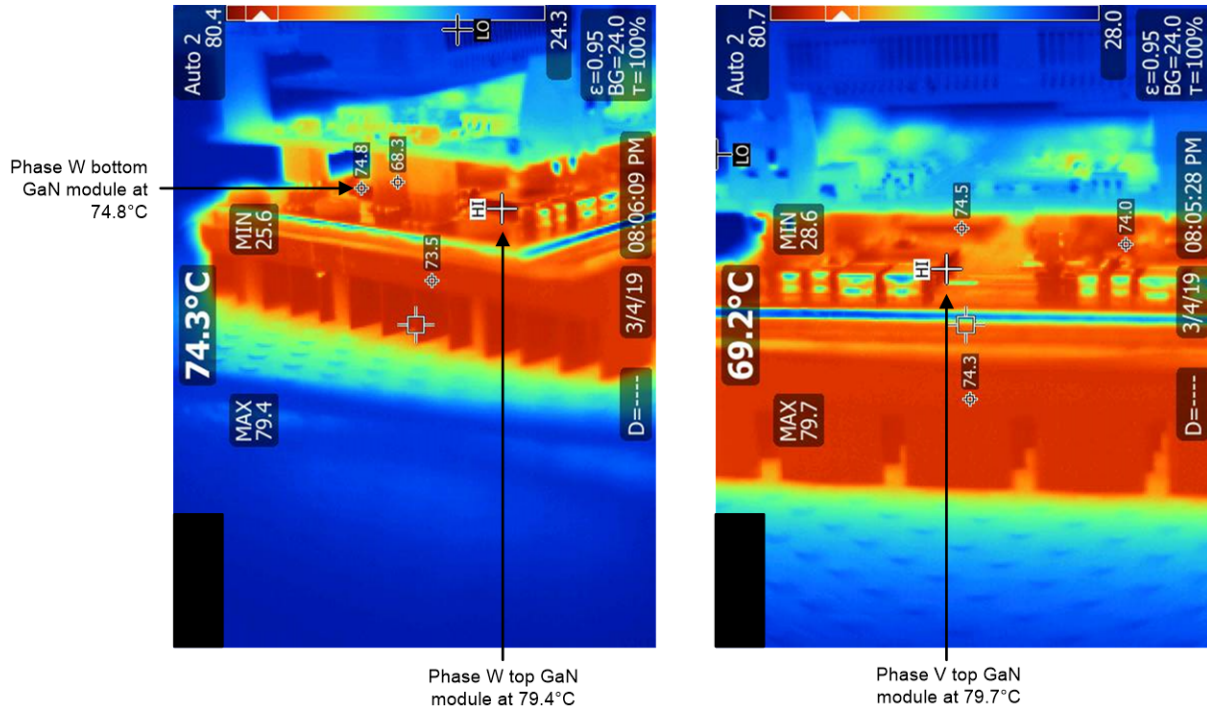 Phase W bottom
GaN module at
74.8°C
Auto 2
80.4
LO
24.3
ε=0.95
BG=24.0
τ=100%
74.8
68.3
HI
MIN
25.6
73.5
74.3°C
MAX
79.4
08:06:09 PM
3/4/19
D=----
Phase W top GaN
module at 79.4°C
Auto 2
80.7
LO
28.0
ε=0.95
BG=24.0
τ=100%
74.5
74.0
HI
MIN
28.6
69.2°C
74.3
MAX
79.7
08:05:28 PM
3/4/19
D=----
Phase V top GaN
module at 79.7°C